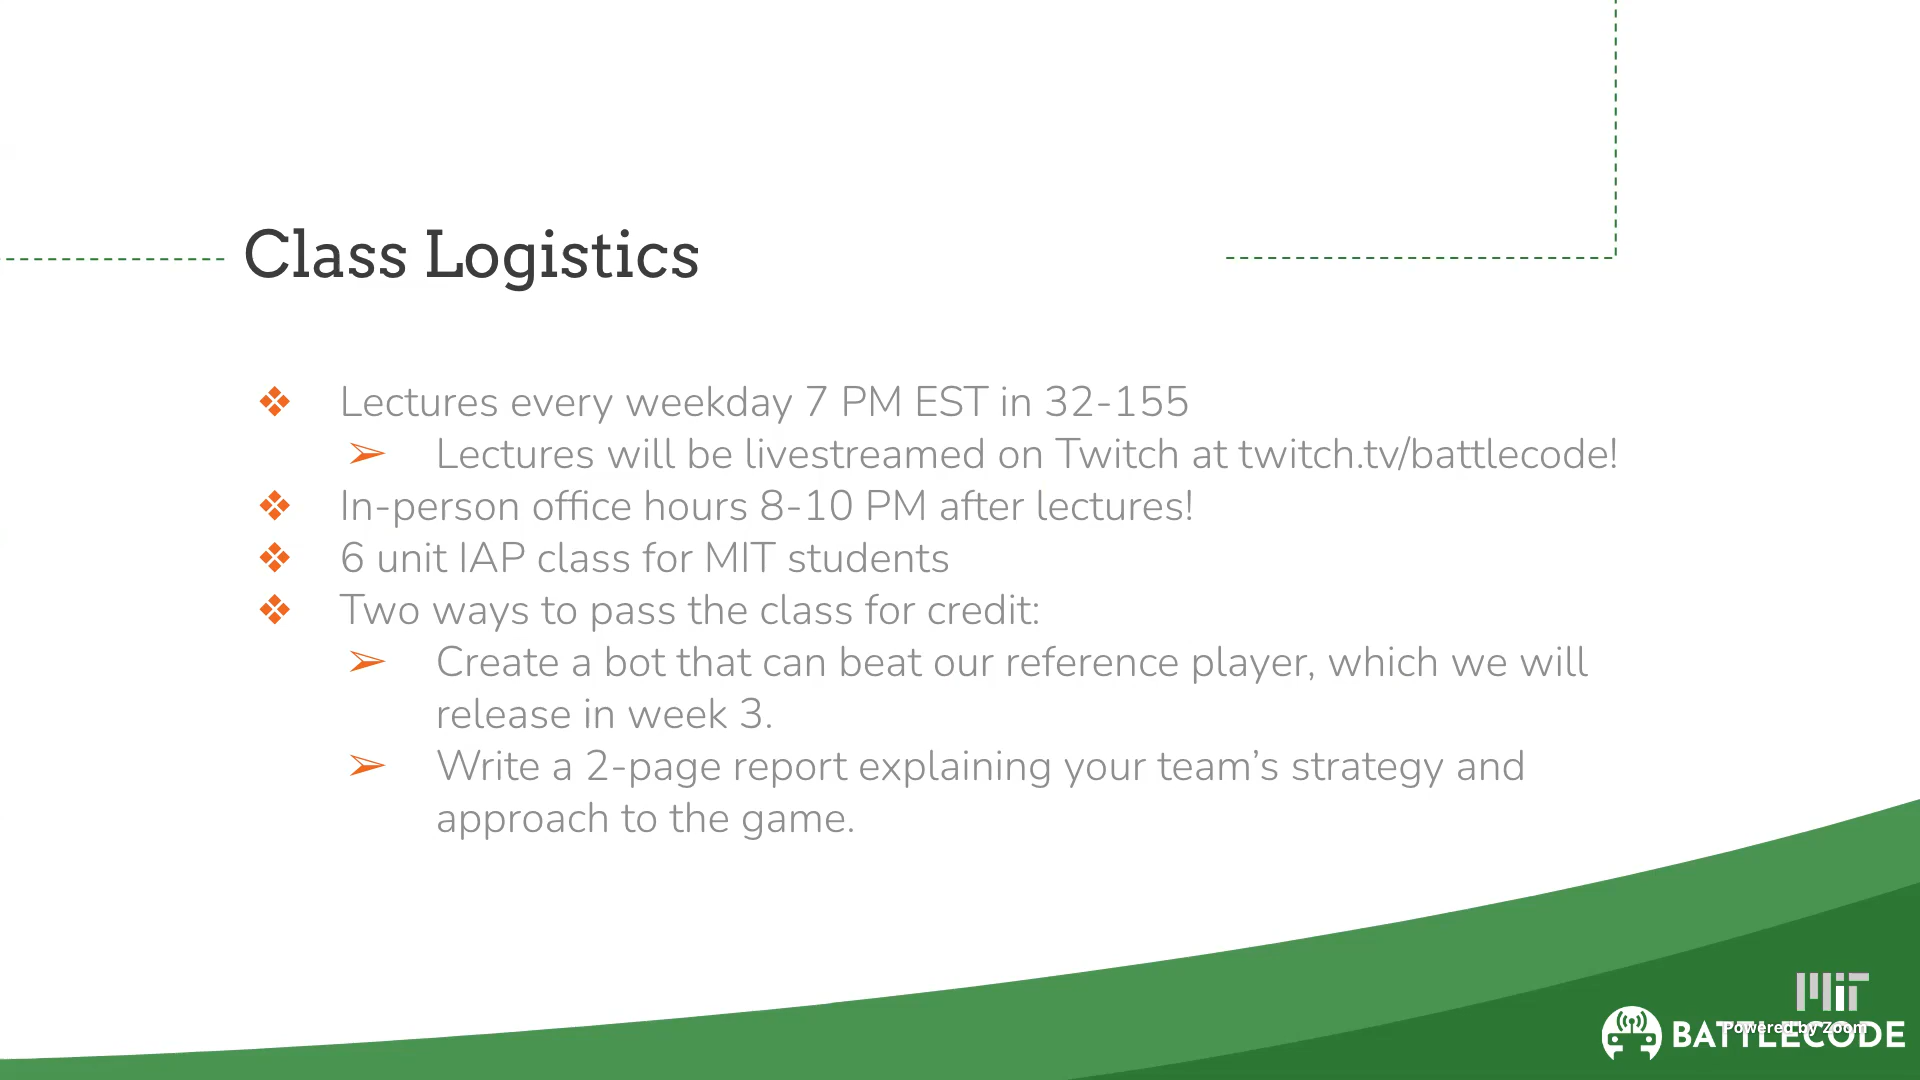 Class Logistics
❖ Lectures every weekday 7 PM EST in 32-155
➢ Lectures will be livestreamed on Twitch at twitch.tv/battlecode!
❖ In-person office hours 8-10 PM after lectures!
❖ 6 unit IAP class for MIT students
❖ Two ways to pass the class for credit:
➢ Create a bot that can beat our reference player, which we will
release in week 3.
➢ Write a 2-page report explaining your team’s strategy and
approach to the game.
MIT
Powered by Zoom
BATTLECODE